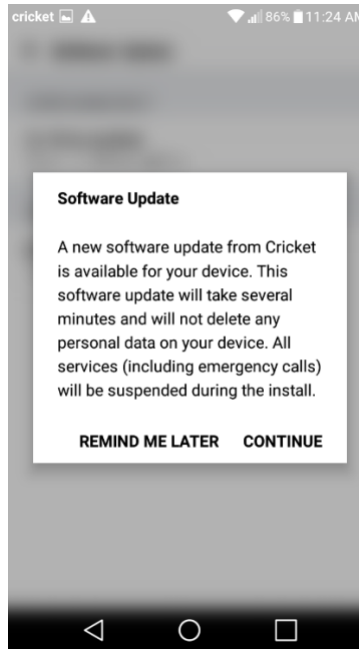 cricket 86% 11:24 AM
Software Update
A new software update from Cricket
is available for your device. This
software update will take several
minutes and will not delete any
personal data on your device. All
services (including emergency calls)
will be suspended during the install.
REMIND ME LATER CONTINUE